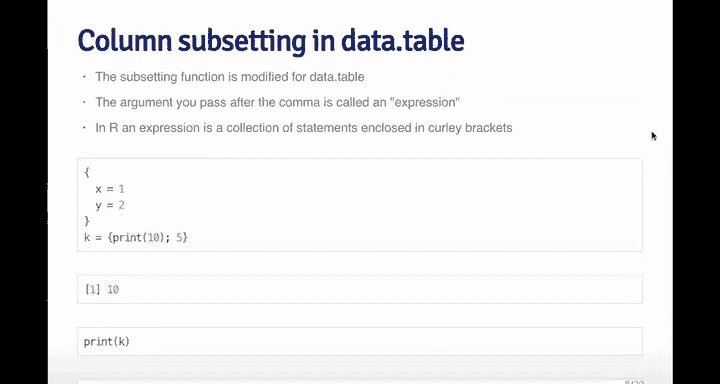 Column subsetting in data.table
· The subsetting function is modified for data.table
· The argument you pass after the comma is called an "expression"
· In R an expression is a collection of statements enclosed in curley brackets
{
  x = 1
  y = 2
}
k = {print(10); 5}
[1] 10
print(k)